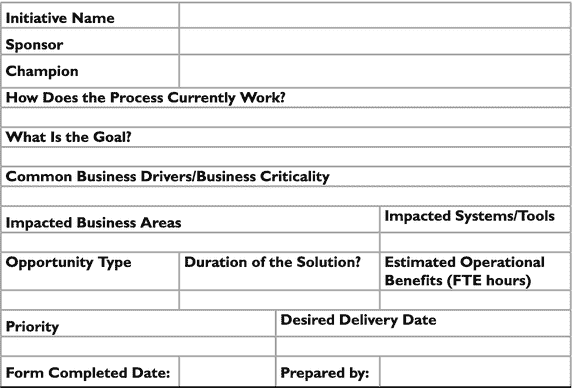 Initiative Name
Sponsor
Champion
How Does the Process Currently Work?
What Is the Goal?
Common Business Drivers/Business Criticality
Impacted Business Areas
Impacted Systems/Tools
Opportunity Type
Duration of the Solution?
Estimated Operational
Benefits (FTE hours)
Priority
Desired Delivery Date
Form Completed Date:
Prepared by: